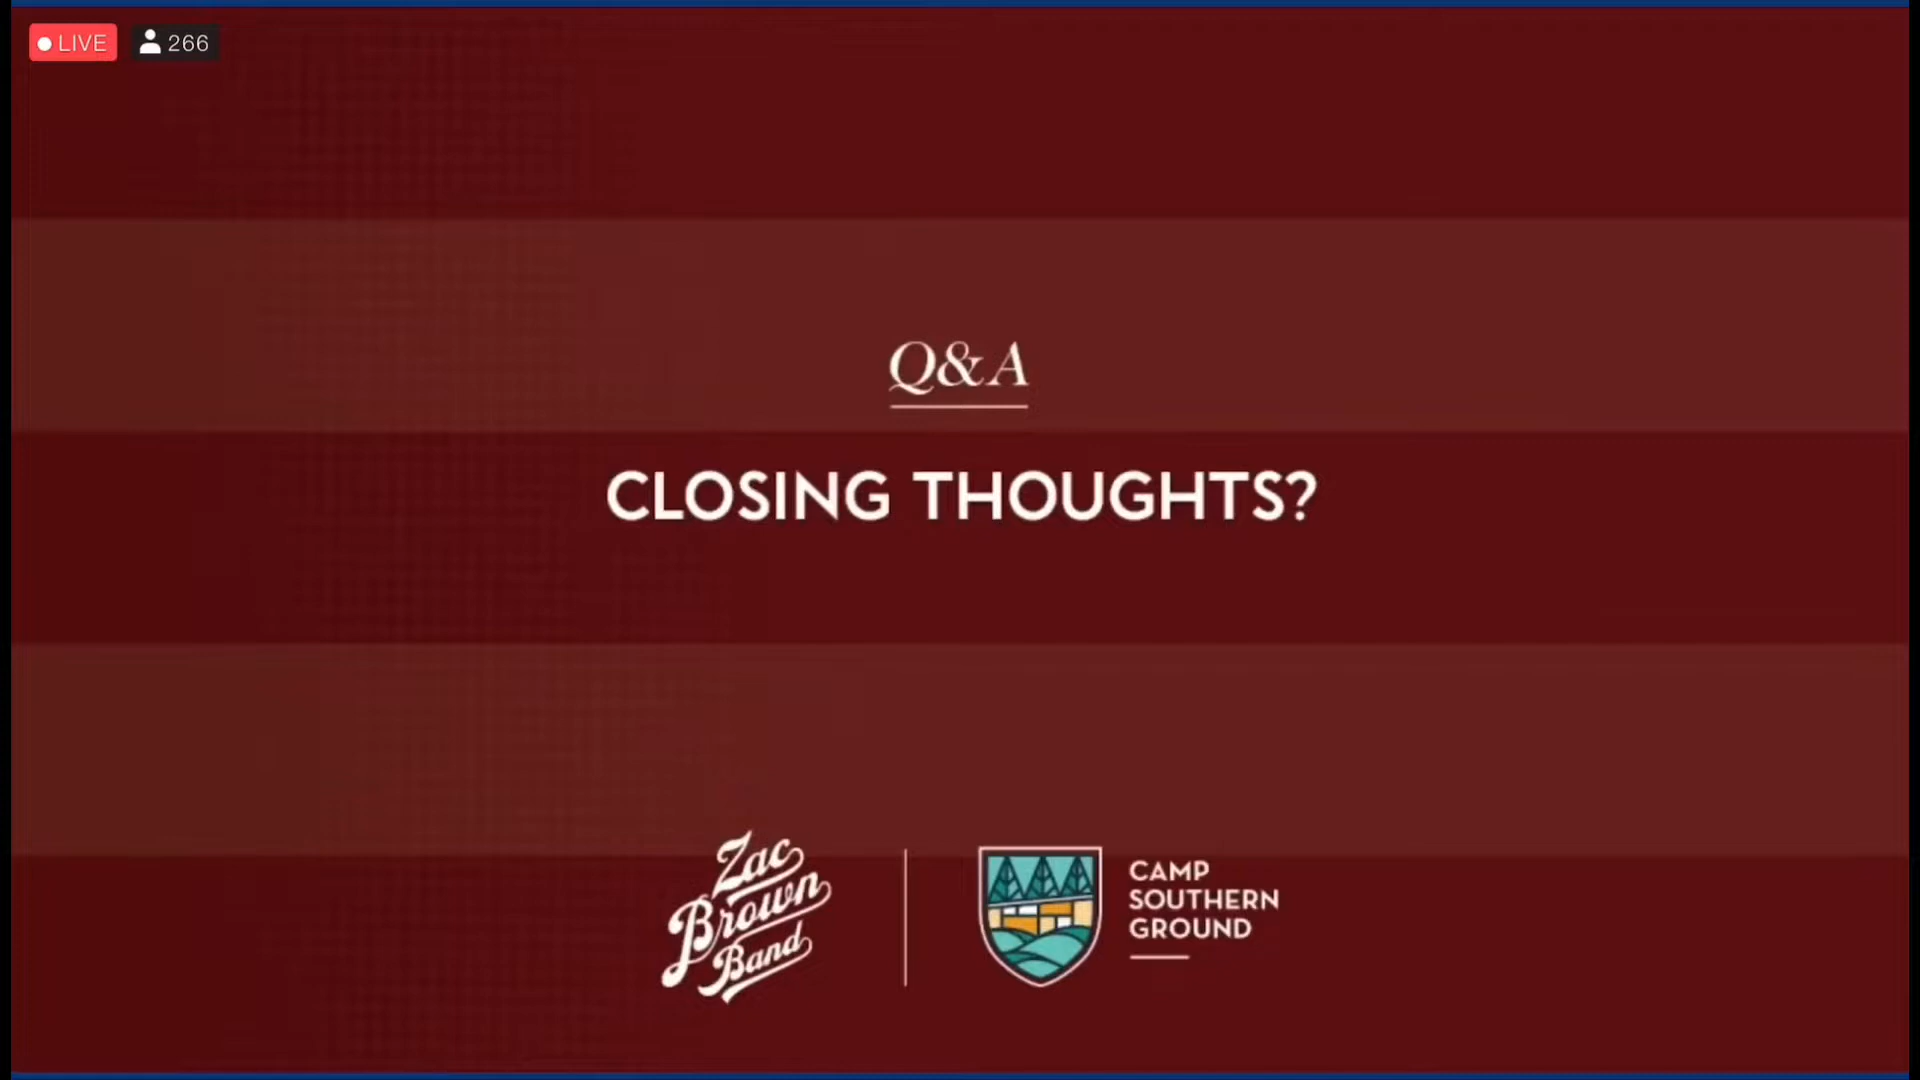 LIVE 266
Q&A
CLOSING THOUGHTS?
Zac
Brown
Band
CAMP
SOUTHERN
GROUND